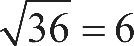 √36 = 6